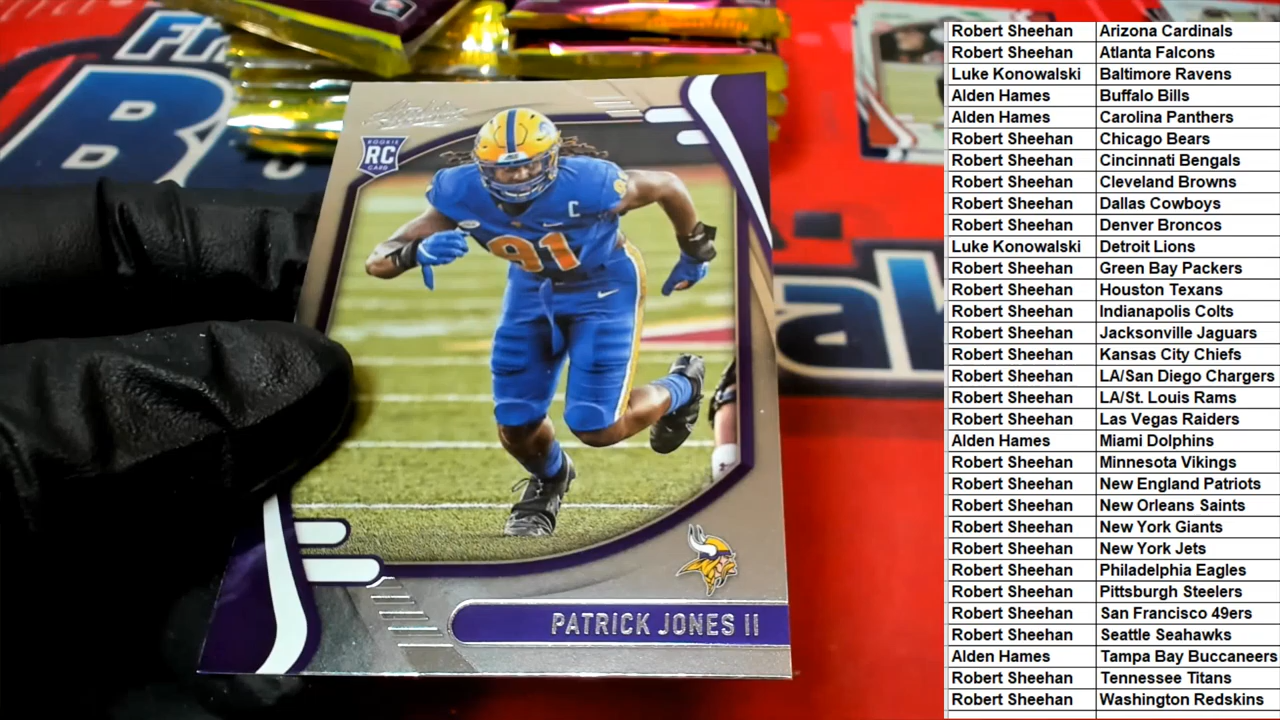 Fr
B
al
Absolute
ROOKIE
RC
CARD
C
91
PATRICK JONES II
Robert Sheehan Arizona Cardinals
Robert Sheehan Atlanta Falcons
Luke Konowalski Baltimore Ravens
Alden Hames Buffalo Bills
Alden Hames Carolina Panthers
Robert Sheehan Chicago Bears
Robert Sheehan Cincinnati Bengals
Robert Sheehan Cleveland Browns
Robert Sheehan Dallas Cowboys
Robert Sheehan Denver Broncos
Luke Konowalski Detroit Lions
Robert Sheehan Green Bay Packers
Robert Sheehan Houston Texans
Robert Sheehan Indianapolis Colts
Robert Sheehan Jacksonville Jaguars
Robert Sheehan Kansas City Chiefs
Robert Sheehan LA/San Diego Chargers
Robert Sheehan LA/St. Louis Rams
Robert Sheehan Las Vegas Raiders
Alden Hames Miami Dolphins
Robert Sheehan Minnesota Vikings
Robert Sheehan New England Patriots
Robert Sheehan New Orleans Saints
Robert Sheehan New York Giants
Robert Sheehan New York Jets
Robert Sheehan Philadelphia Eagles
Robert Sheehan Pittsburgh Steelers
Robert Sheehan San Francisco 49ers
Robert Sheehan Seattle Seahawks
Alden Hames Tampa Bay Buccaneers
Robert Sheehan Tennessee Titans
Robert Sheehan Washington Redskins